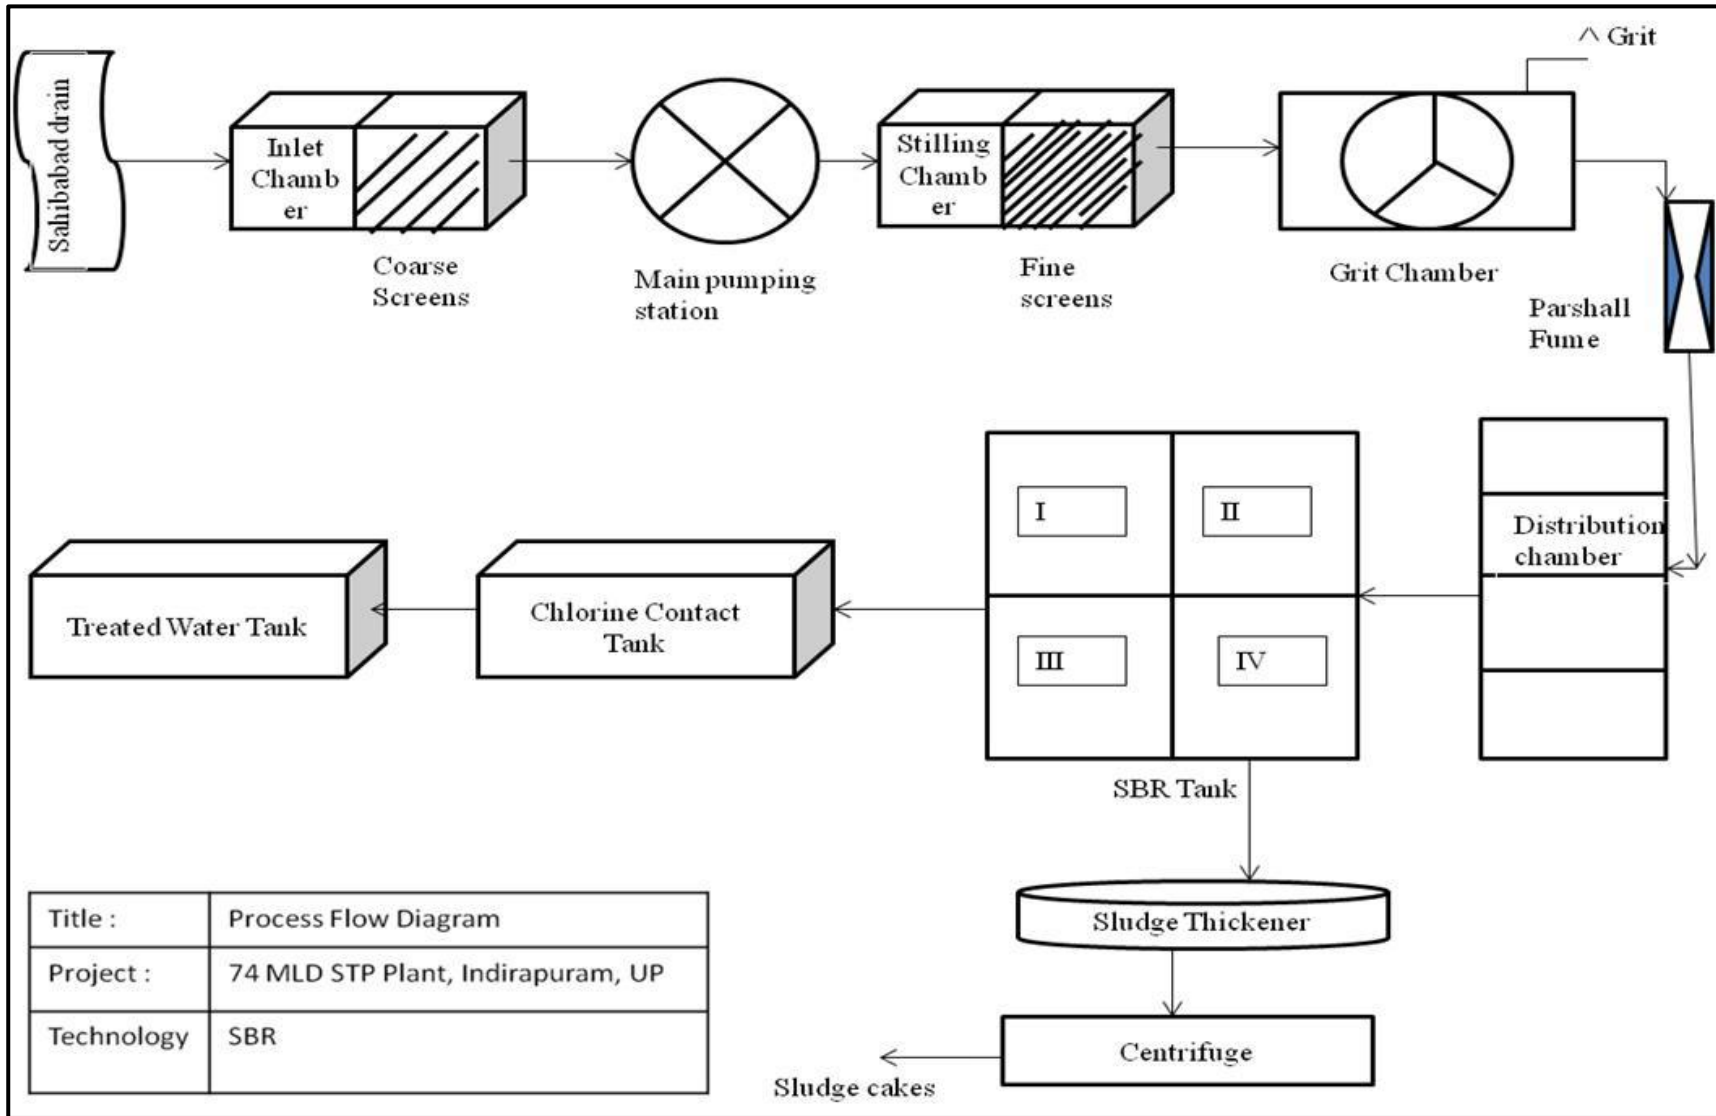 ^ Grit
Sahibabad drain
Inlet
Chamb
er
Stilling
Chamb
er
Coarse
Screens
Main pumping
station
Fine
screens
Grit Chamber
Parshall
Fume
I
II
Distribution
chamber
Treated Water Tank
Chlorine Contact
Tank
III
IV
SBR Tank
Sludge Thickener
Title :
Process Flow Diagram
Project :
74 MLD STP Plant, Indirapuram, UP
Technology
SBR
Centrifuge
Sludge cakes